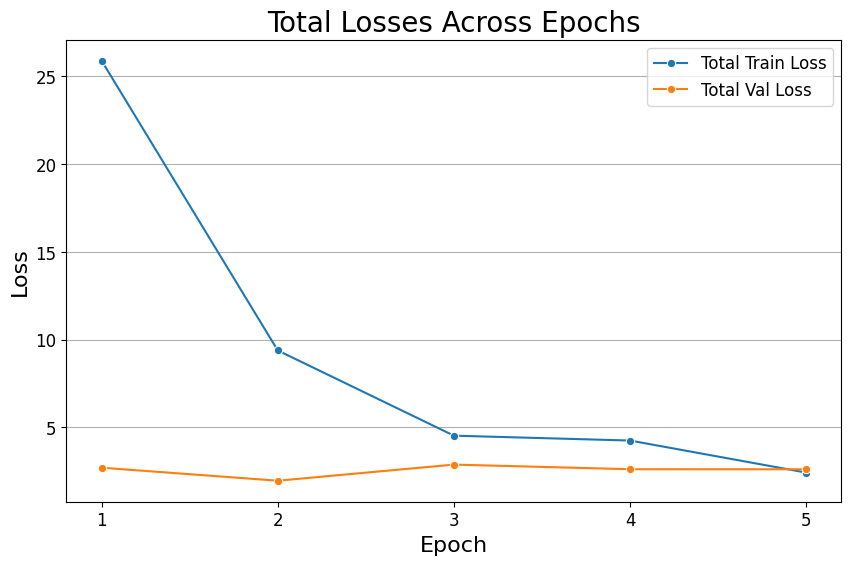 Total Losses Across Epochs
Total Train Loss
Total Val Loss
Loss
25
20
15
10
5
1 2 3 4 5
Epoch